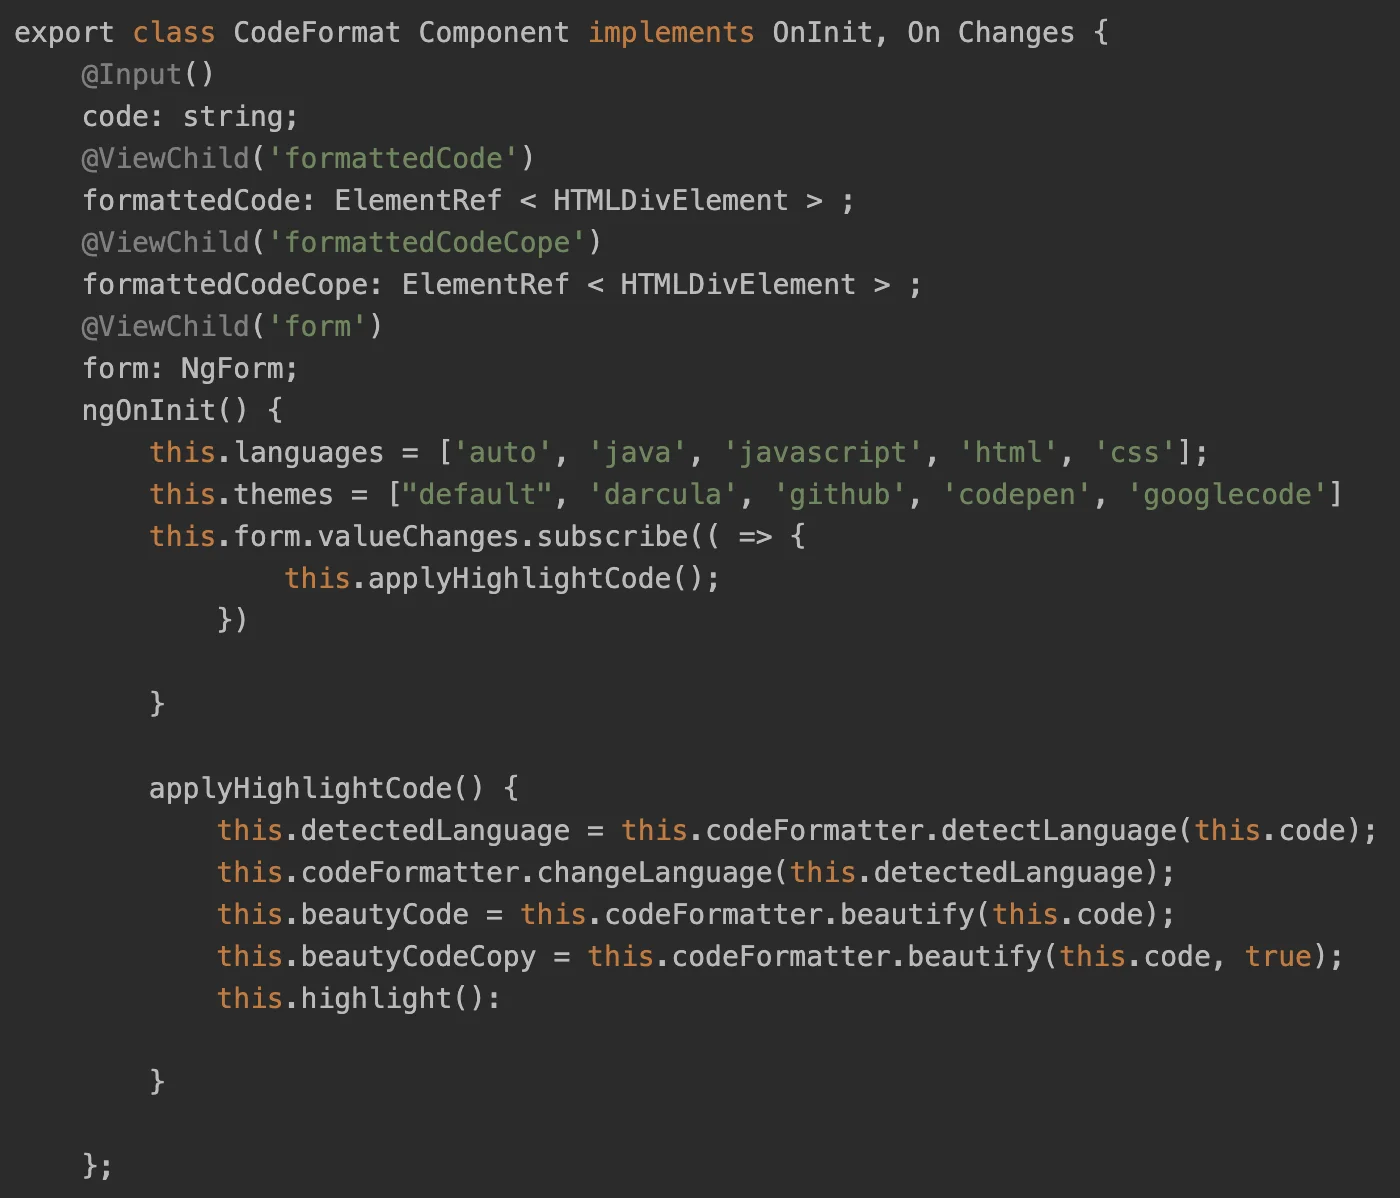 export class CodeFormat Component implements OnInit, On Changes {
@Input()
code: string;
@ViewChild('formattedCode')
formattedCode: ElementRef < HTMLDivElement > ;
@ViewChild('formattedCodeCope')
formattedCodeCope: ElementRef < HTMLDivElement > ;
@ViewChild('form')
form: NgForm;
ngOnInit() {
this.languages = ['auto', 'java', 'javascript', 'html', 'css'];
this.themes = ["default", 'darcula', 'github', 'codepen', 'googlecode']
this.form.valueChanges.subscribe(( => {
this.applyHighlightCode();
})
}
applyHighlightCode() {
this.detectedLanguage = this.codeFormatter.detectLanguage(this.code);
this.codeFormatter.changeLanguage(this.detectedLanguage);
this.beautyCode = this.codeFormatter.beautify(this.code);
this.beautyCodeCopy = this.codeFormatter.beautify(this.code, true);
this.highlight():
}
};